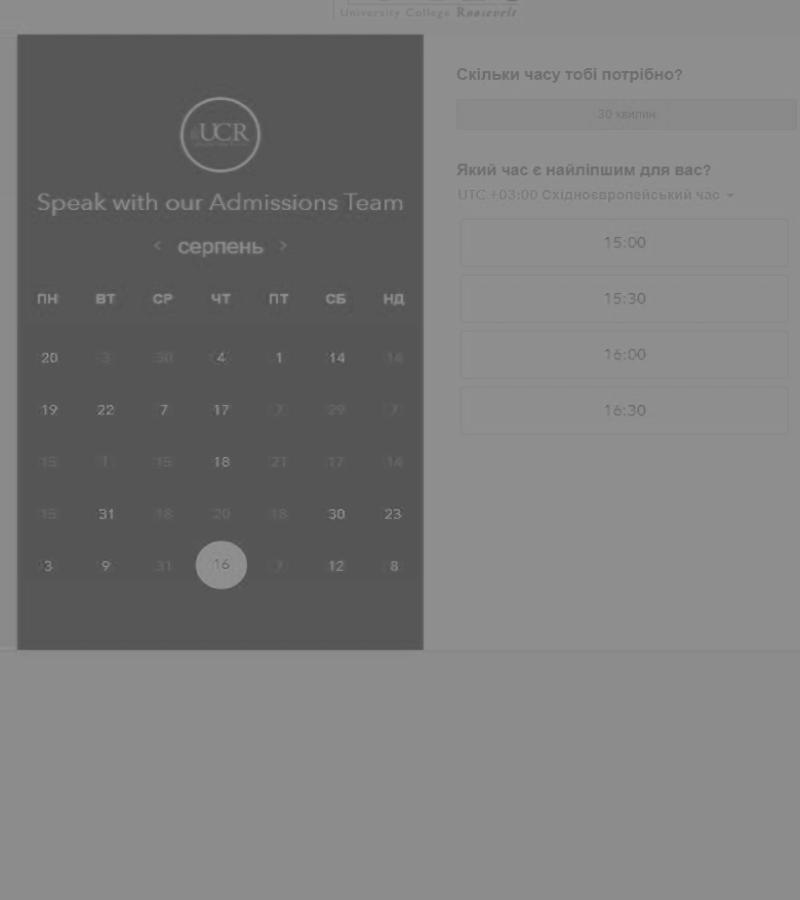 University College Roosevelt
UCR
Speak with our Admissions Team
< серпень >
ПН ВТ СР ЧТ ПТ СБ НД
20 3 30 4 1 14 14
19 22 7 17 7 29 7
15 1 15 18 21 17 14
15 31 18 20 18 30 23
3 9 31 16 7 12 8
Скільки часу тобі потрібно?
30 хвилин
Який час є найліпшим для вас?
UTC +03:00 Східноєвропейський час
15:00
15:30
16:00
16:30